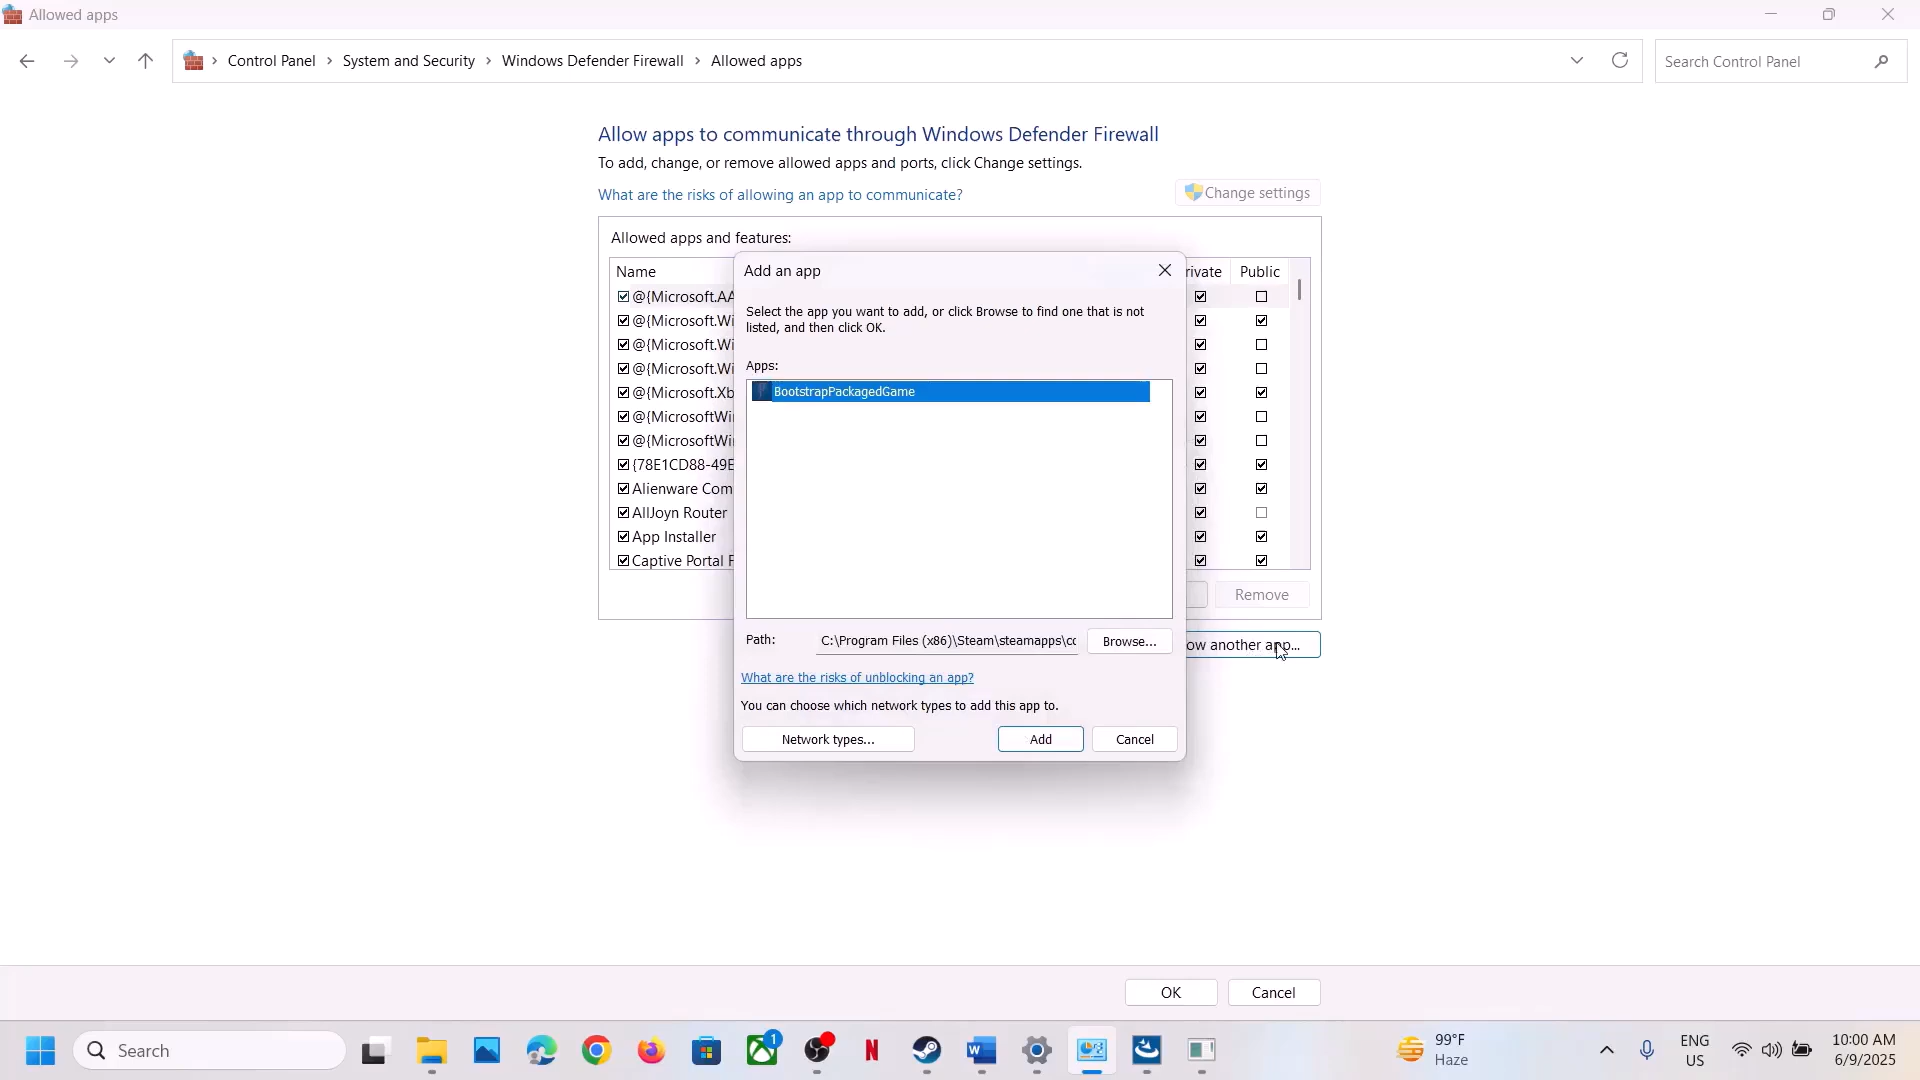 Allowed apps
Control Panel > System and Security > Windows Defender Firewall > Allowed apps
Search Control Panel
Allow apps to communicate through Windows Defender Firewall
To add, change, or remove allowed apps and ports, click Change settings.
What are the risks of allowing an app to communicate?
Change settings
Allowed apps and features:
Name
rivate
Public
@{Microsoft.AA
@{Microsoft.Wi
@{Microsoft.Wi
@{Microsoft.Wi
@{Microsoft.Xb
@{MicrosoftWi
@{MicrosoftWi
{78E1CD88-49E
Alienware Com
AllJoyn Router
App Installer
Captive Portal F
Remove
ow another app...
Add an app
Select the app you want to add, or click Browse to find one that is not
listed, and then click OK.
Apps:
BootstrapPackagedGame
Path:
C:\Program Files (x86)\Steam\steamapps\cc
Browse...
What are the risks of unblocking an app?
You can choose which network types to add this app to.
Network types...
Add
Cancel
OK
Cancel
Search
1
99°F
Haze
ENG
US
10:00 AM
6/9/2025